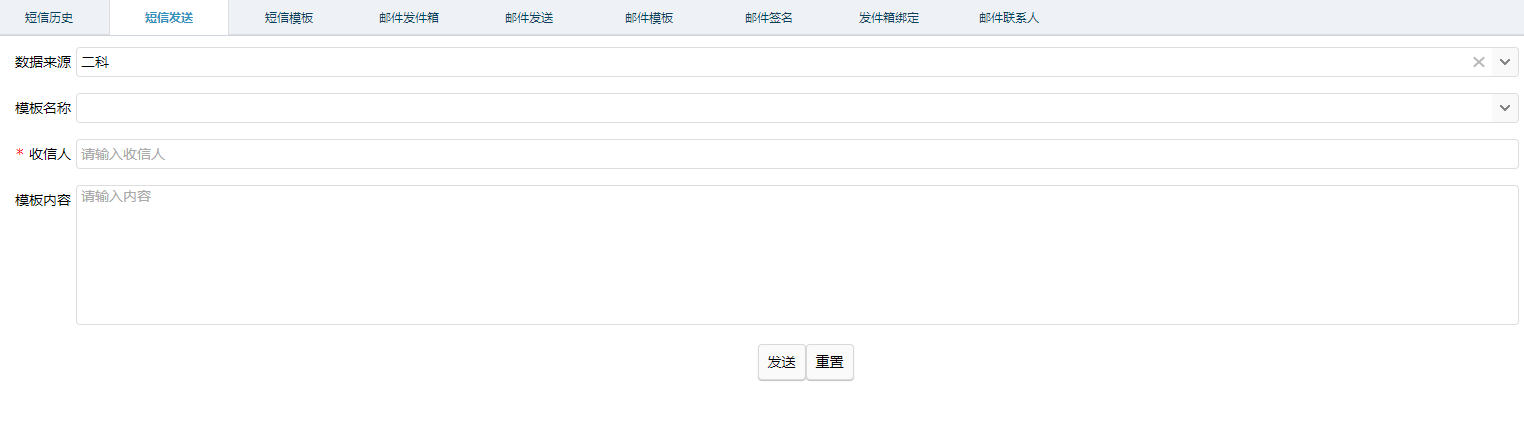 短信历史 短信发送 短信模板 邮件发件箱 邮件发送 邮件模板 邮件签名 发件箱绑定 邮件联系人
数据来源 二科
模板名称
* 收信人 请输入收信人
模板内容 请输入内容
发送 重置